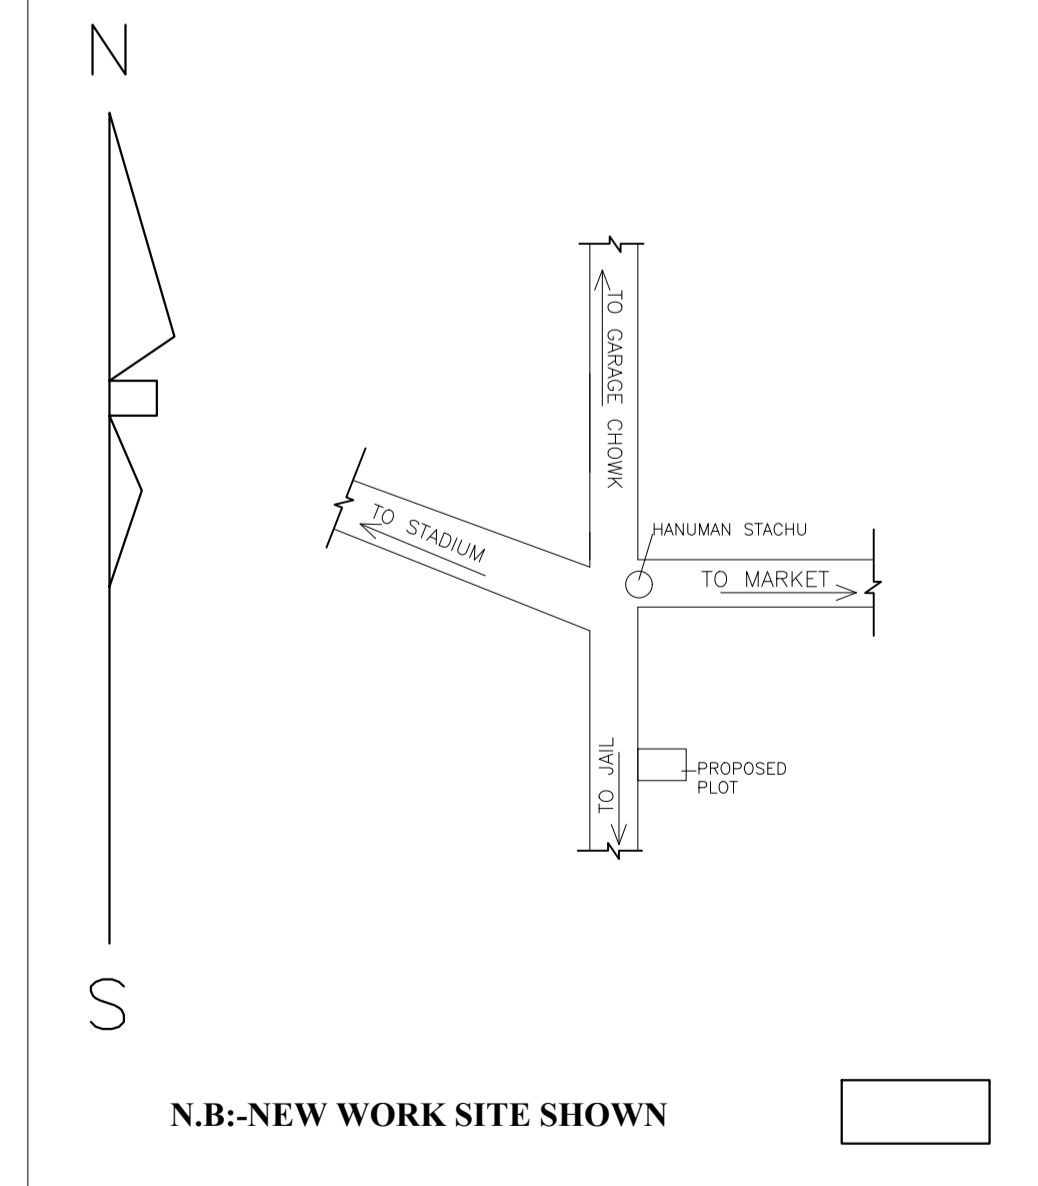 N
TO GARAGE CHOWK
TO STADIUM
HANUMAN STACHU
TO MARKET
TO JAIL
PROPOSED
PLOT
S
N.B:-NEW WORK SITE SHOWN